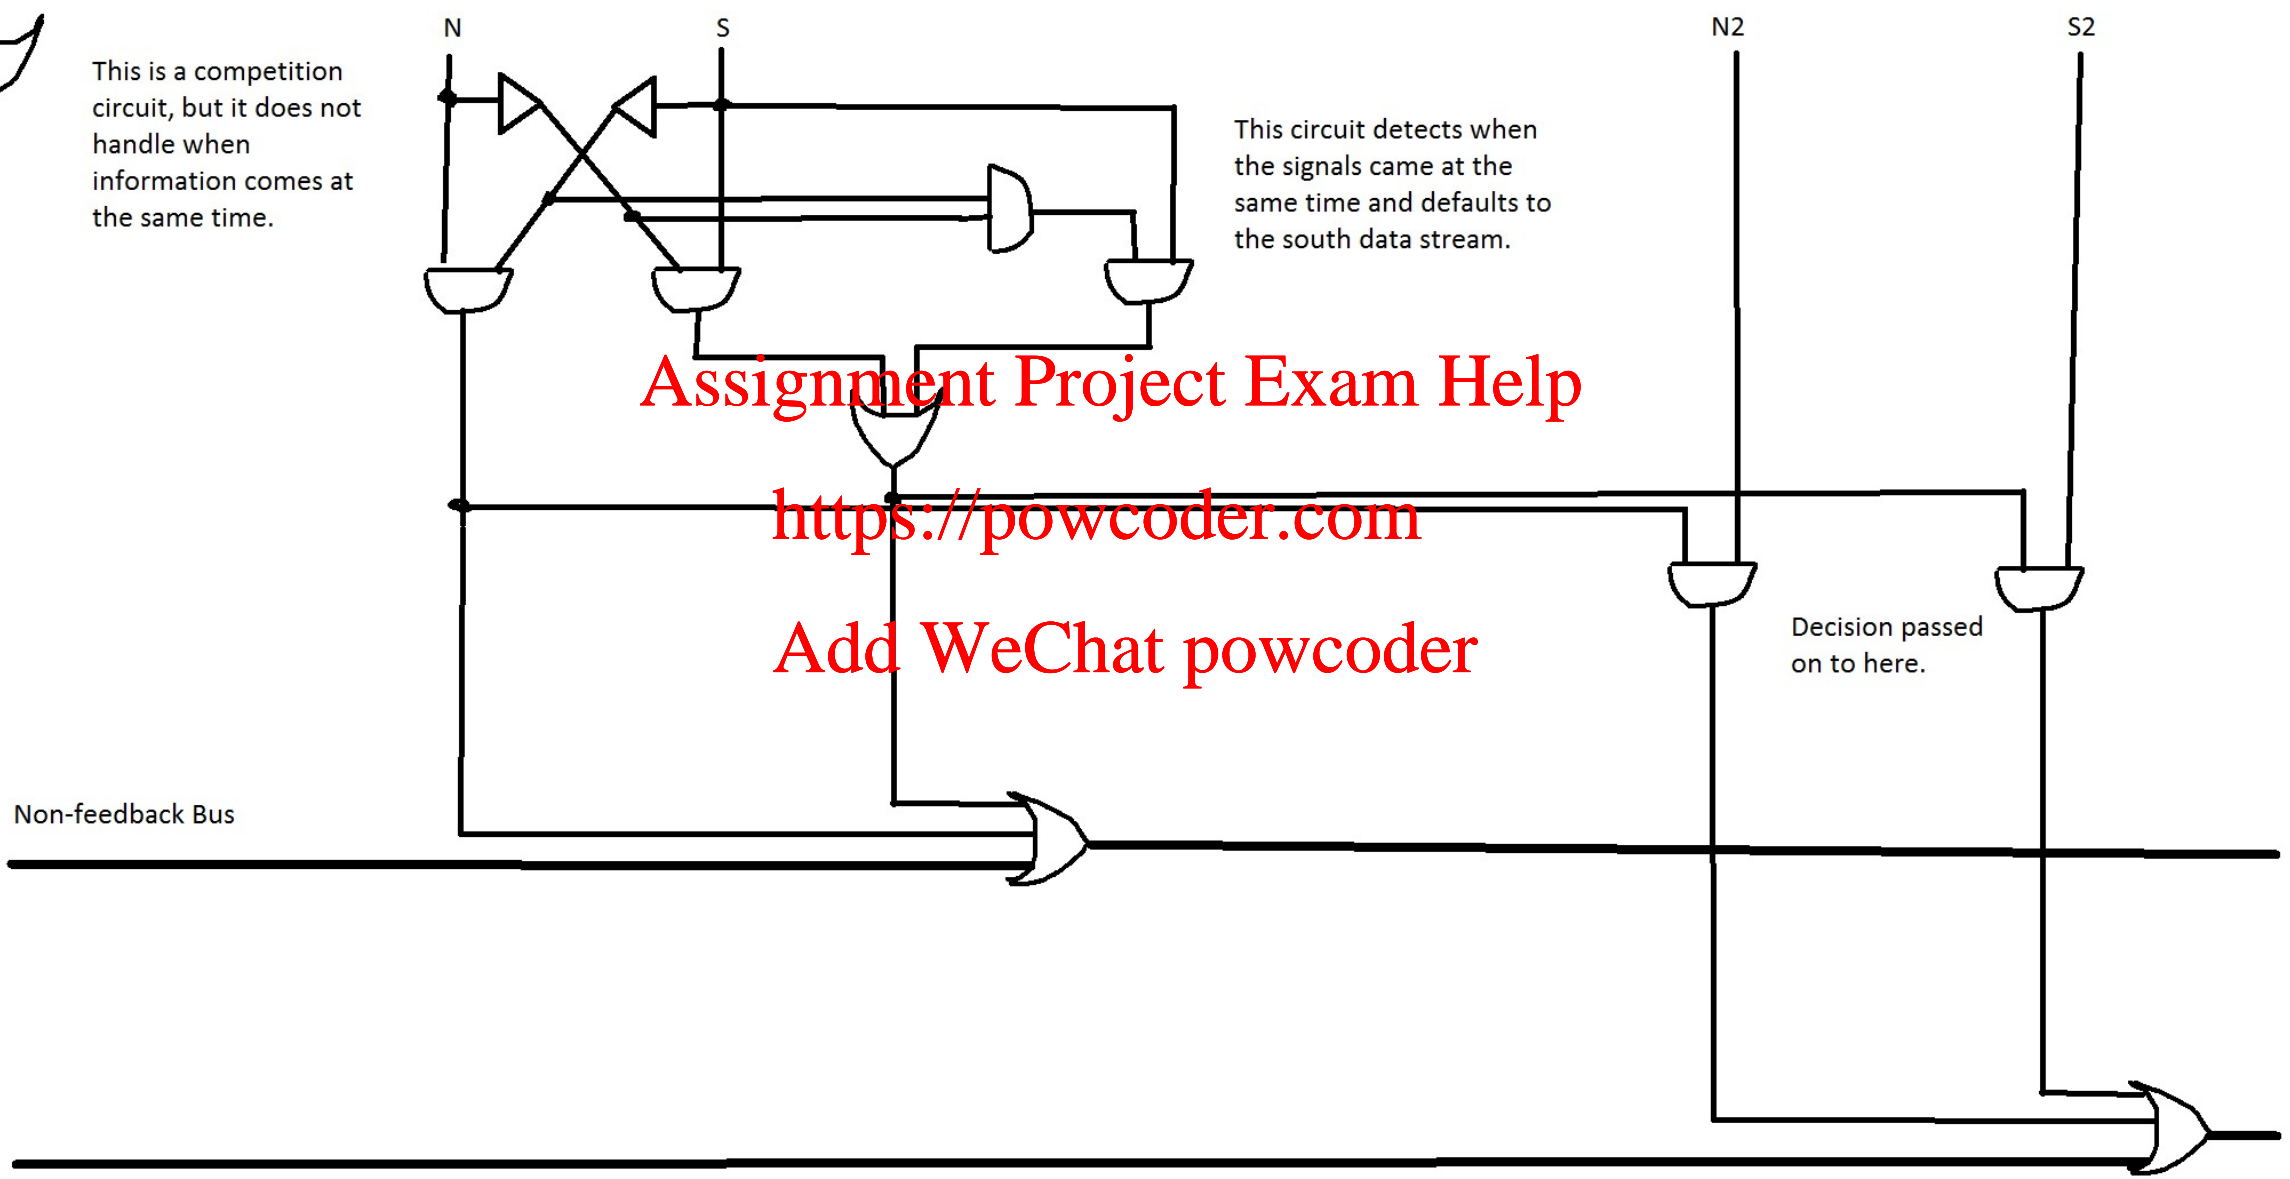 N
S
N2
S2
This is a competition
circuit, but it does not
handle when
information comes at
the same time.
This circuit detects when
the signals came at the
same time and defaults to
the south data stream.
Assignment Project Exam Help
https://powcoder.com
Add WeChat powcoder
Decision passed
on to here.
Non-feedback Bus